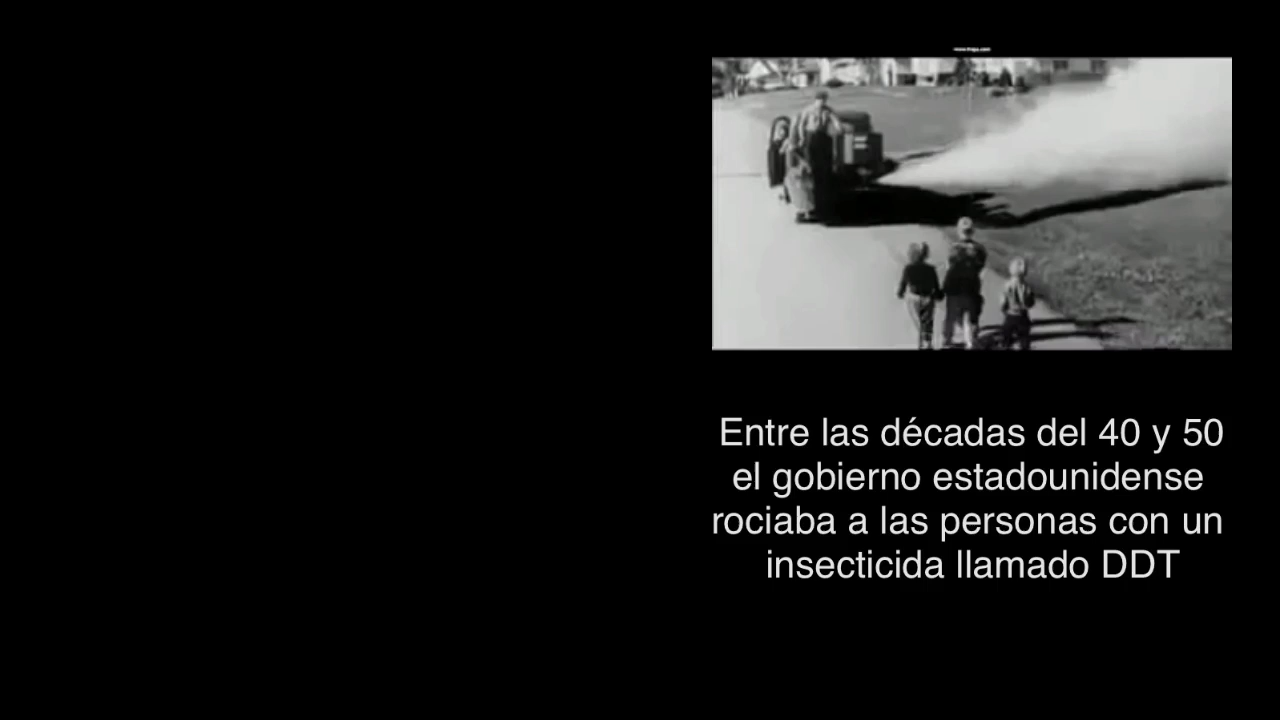 Entre las décadas del 40 y 50
el gobierno estadounidense
rociaba a las personas con un
insecticida llamado DDT